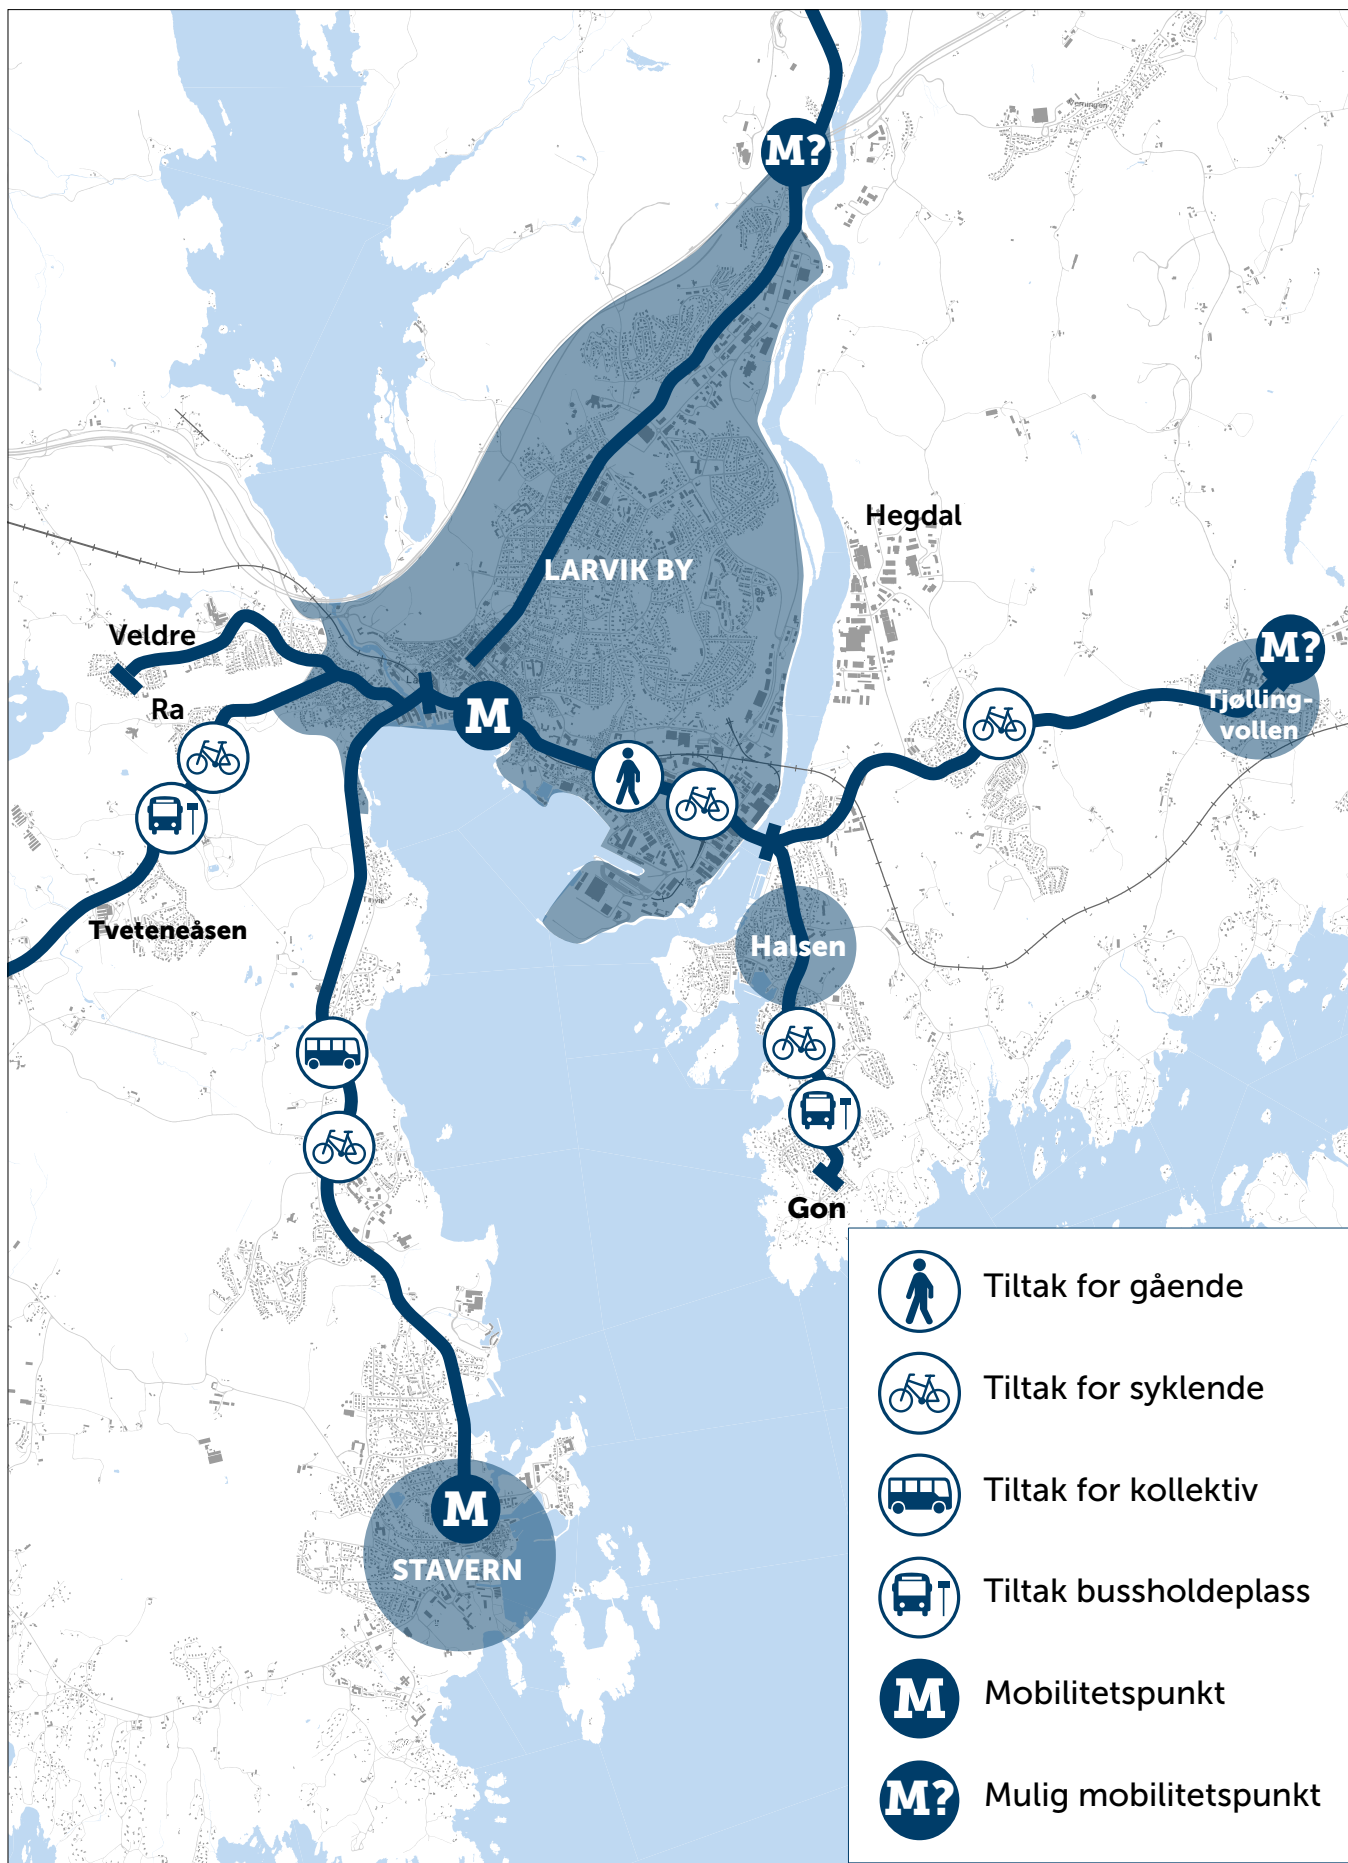 M?
Hegdal
LARVIK BY
Veldre
M?
Ra
Tjølling-
vollen
M
Tveteneåsen
Halsen
Gon
M
STAVERN
Tiltak for gående
Tiltak for syklende
Tiltak for kollektiv
Tiltak bussholdeplass
M Mobilitetspunkt
M? Mulig mobilitetspunkt